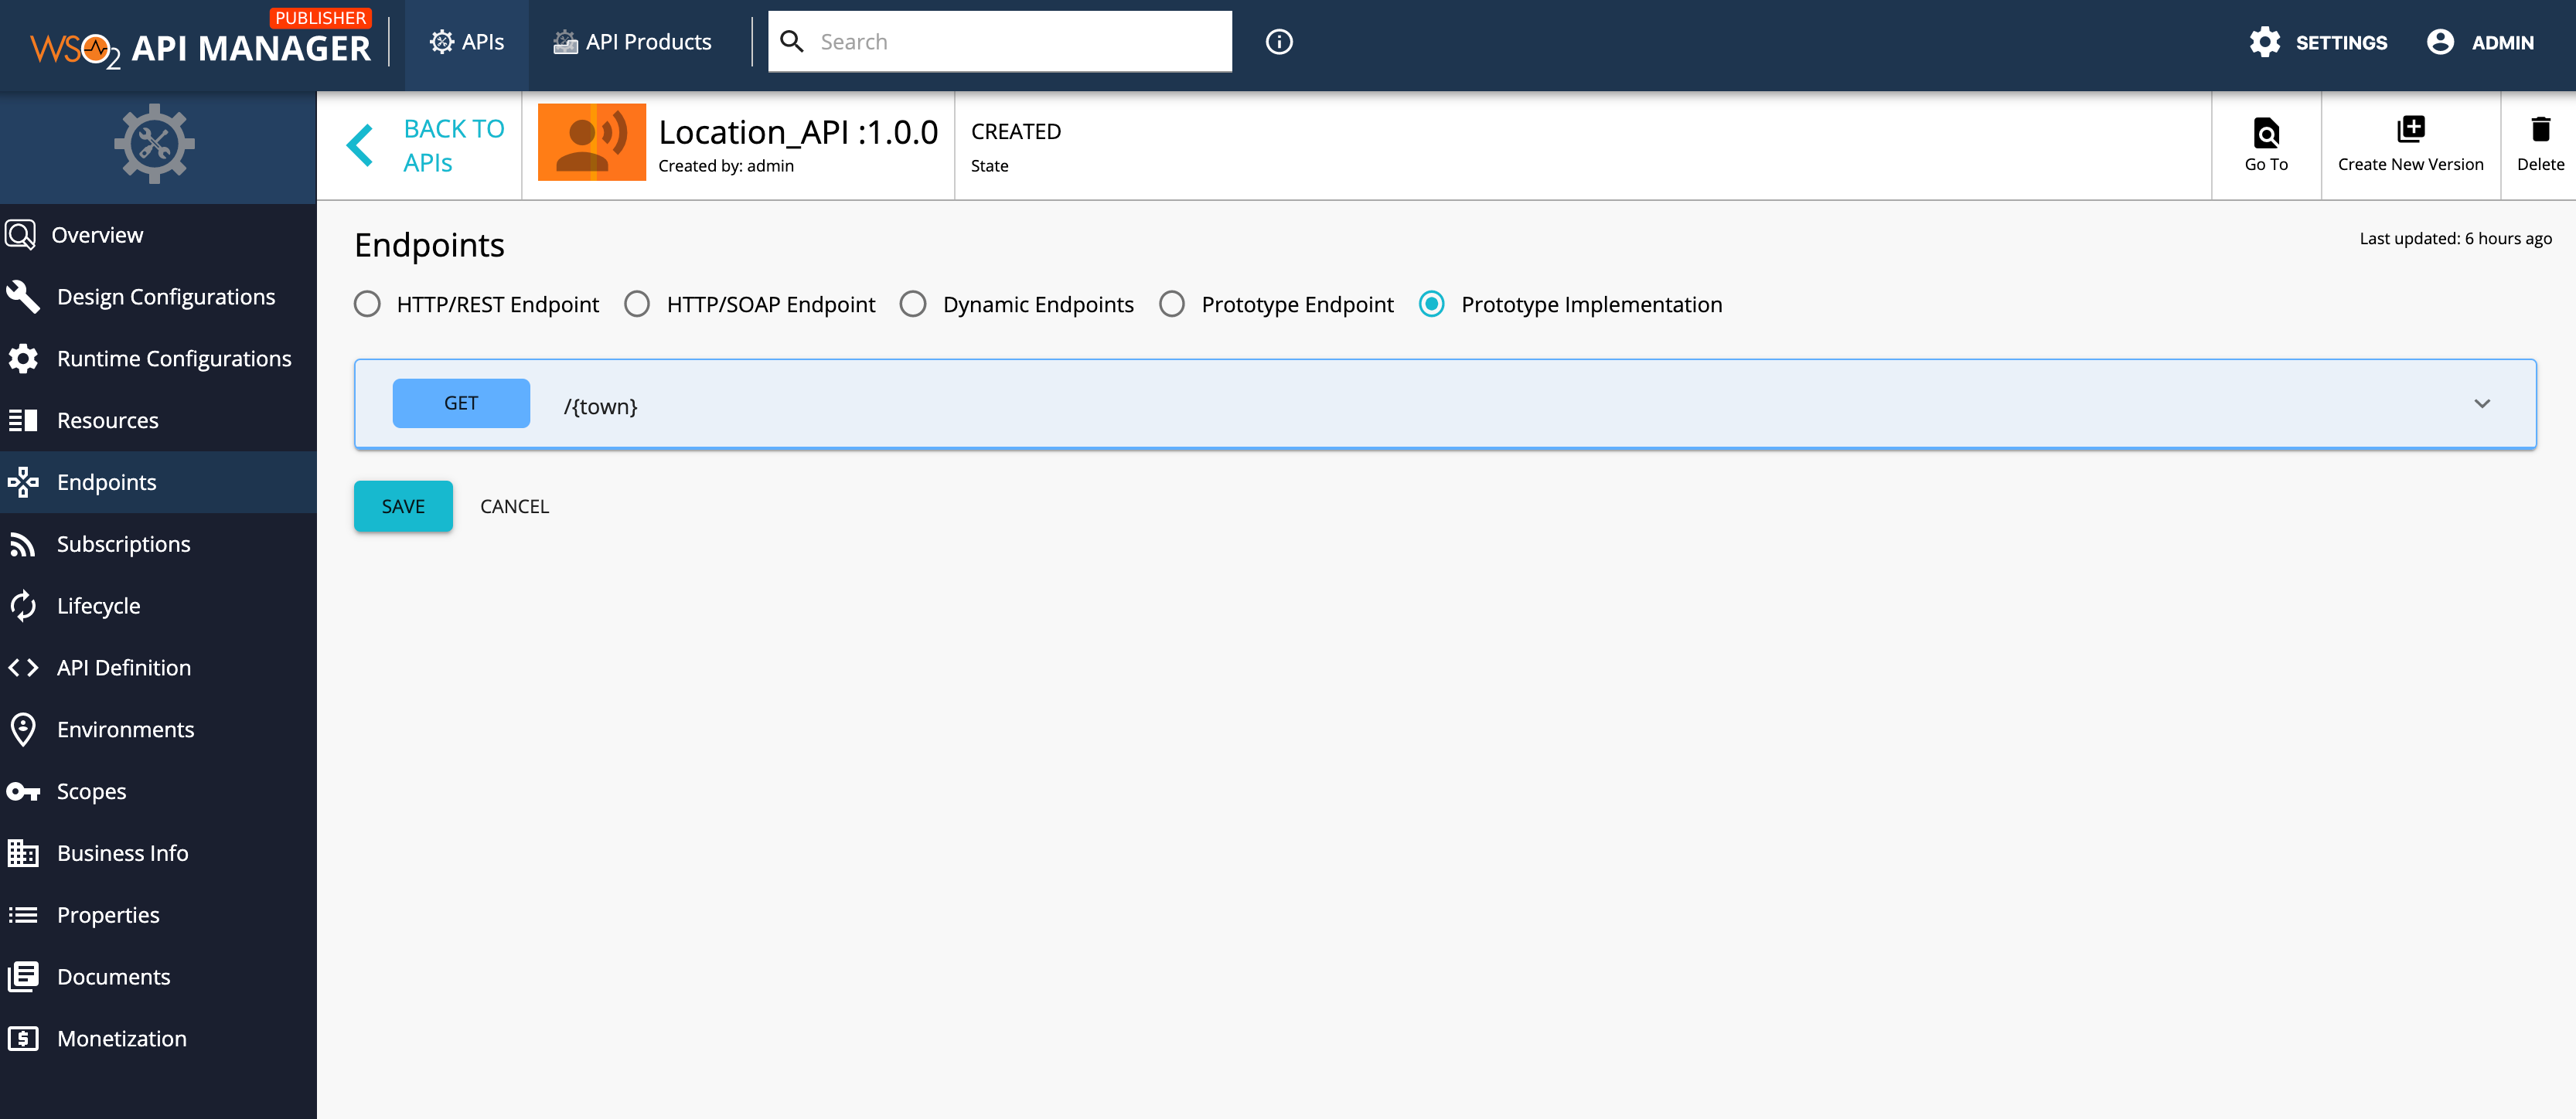 PUBLISHER
WSO2 API MANAGER
APIs
API Products
Search
SETTINGS
ADMIN
BACK TO
APIs
Location_API :1.0.0
Created by: admin
CREATED
State
Go To
Create New Version
Delete
Overview
Design Configurations
Runtime Configurations
Resources
Endpoints
Subscriptions
Lifecycle
API Definition
Environments
Scopes
Business Info
Properties
Documents
Monetization
Endpoints
Last updated: 6 hours ago
HTTP/REST Endpoint
HTTP/SOAP Endpoint
Dynamic Endpoints
Prototype Endpoint
Prototype Implementation
GET
/{town}
SAVE
CANCEL